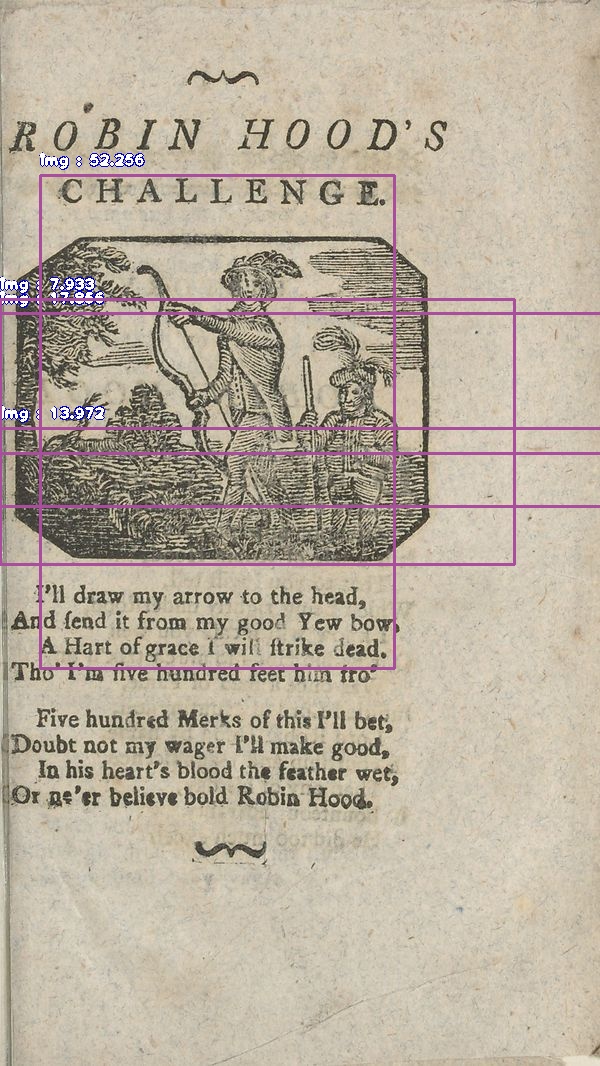 ROBIN HOOD'S
Img : 52.256
CHALLENGE.
Img : 7.933
Img : 17.856
Img : 13.972
I'll draw my arrow to the head,
And ſend it from my good Yew bow,
A Hart of grace I will ſtrike dead.
Tho' I'm five hundred feet him fro'
Five hundred Merks of this I'll bet,
Doubt not my wager I'll make good,
In his heart's blood the feather wet,
Or ne'er believe bold Robin Hood.